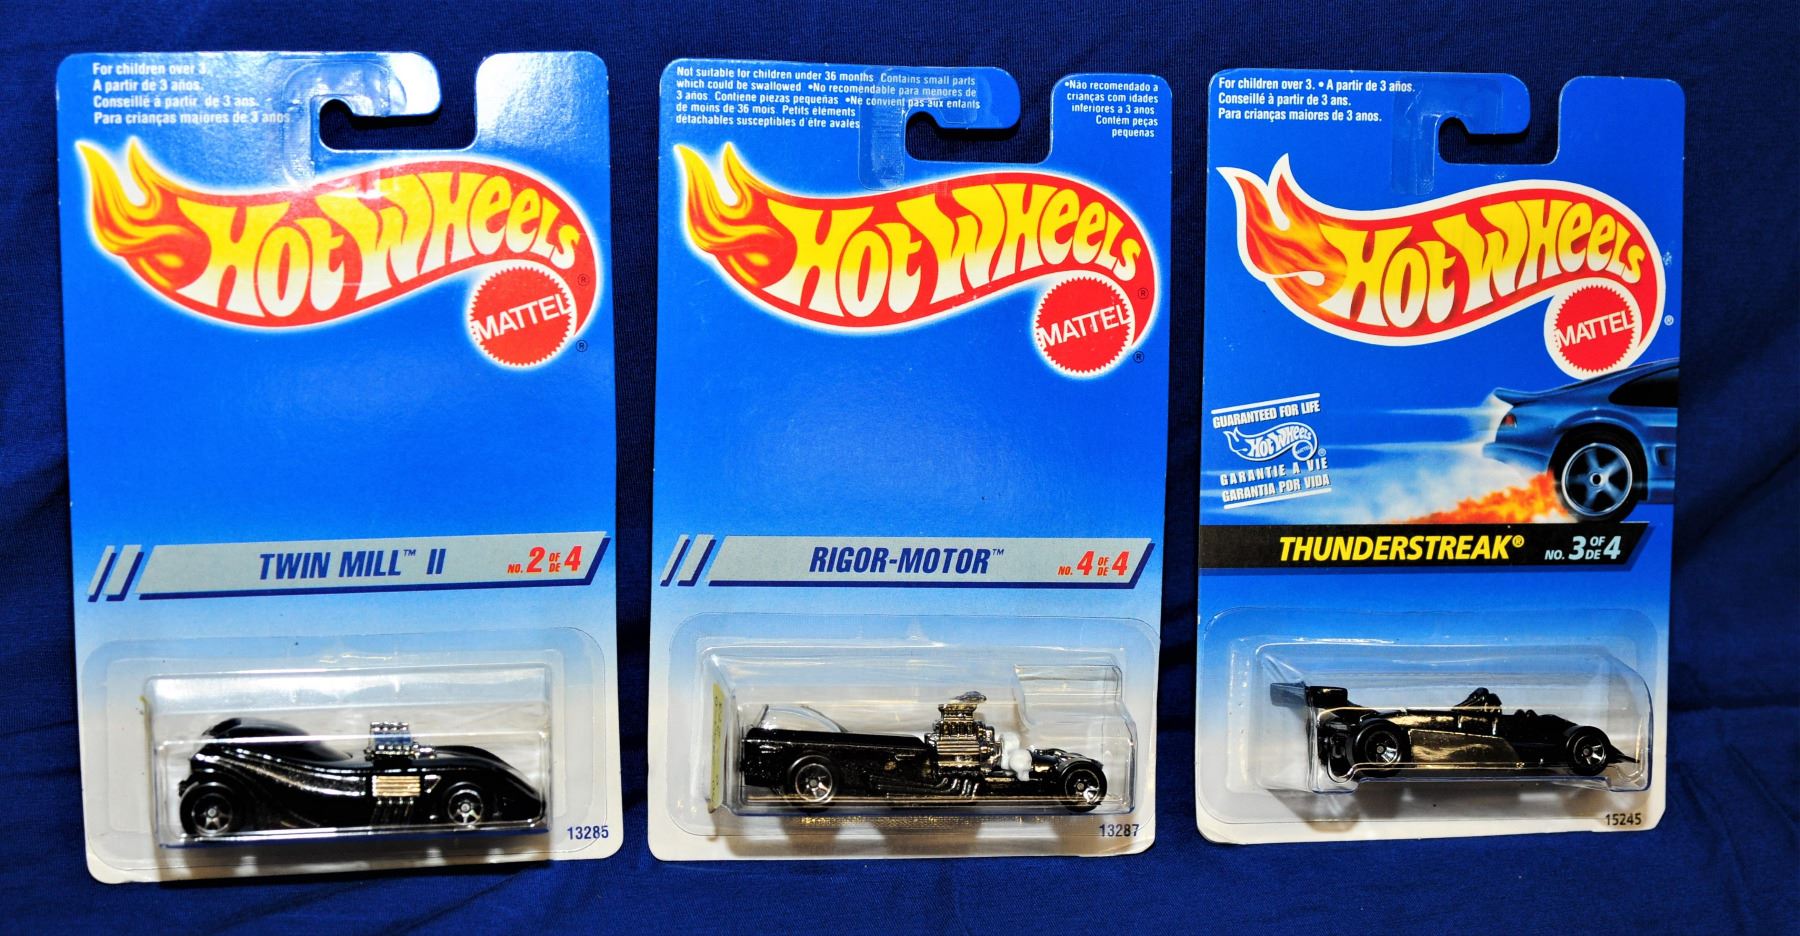 For children over 3.
A partir de 3 años.
Conseillé à partir de 3 ans.
Para crianças maiores de 3 anos.
HOT WHEELS ®
MATTEL ®
TWIN MILL™ II NO. 2 OF DE 4
13285
Not suitable for children under 36 months Contains small parts
which could be swallowed •No recomendable para menores de
3 años Contiene piezas pequeñas •Ne convient pas aux enfants
de moins de 36 mois Petits éléments
détachables susceptibles d'être avalés
•Não recomendado a
crianças com idades
inferiores a 3 anos
Contém peças
pequenas.
HOT WHEELS ®
MATTEL ®
RIGOR-MOTOR™ NO. 4 OF DE 4
13287
For children over 3. • A partir de 3 años.
Conseillé à partir de 3 ans.
Para crianças maiores de 3 anos.
HOT WHEELS ®
MATTEL ®
GUARANTEED FOR LIFE
HOT WHEELS ®
MATTEL
GARANTIE A VIE
GARANTIA POR VIDA
THUNDERSTREAK® NO. 3 OF DE 4
15245